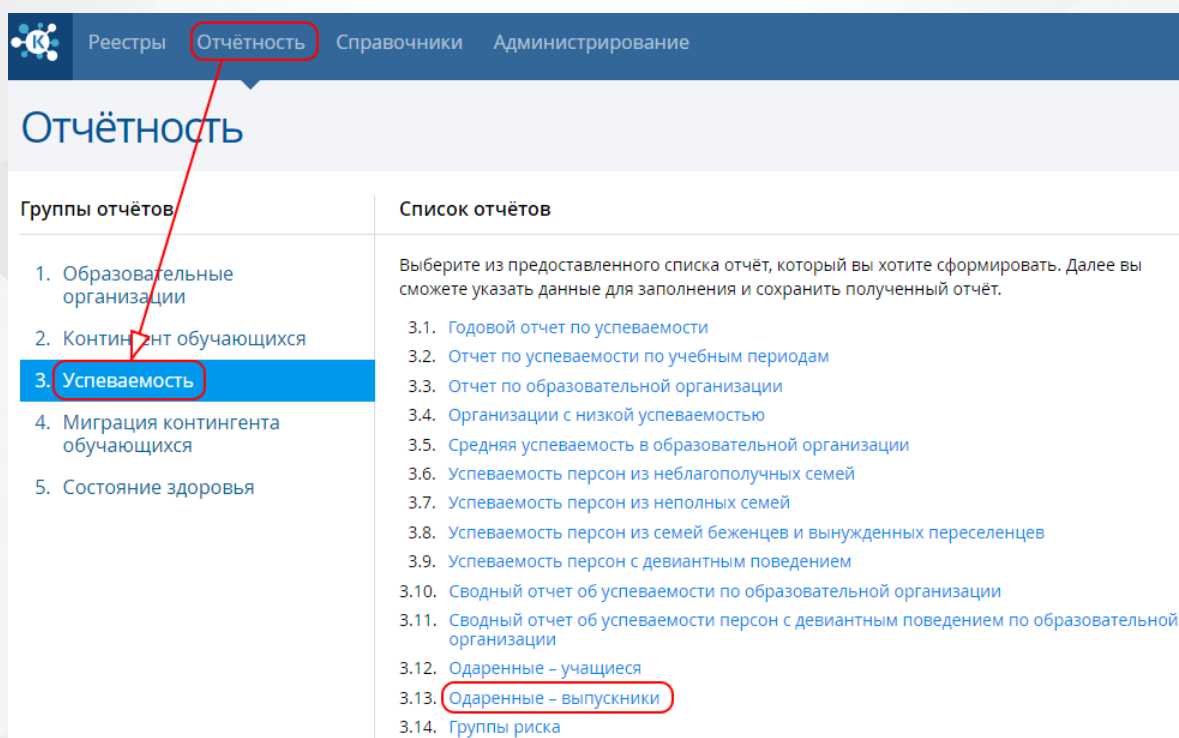 К Реестры Отчётность Справочники Администрирование
Отчётность
Группы отчётов
1. Образовательные
организации
2. Контингент обучающихся
3. Успеваемость
4. Миграция контингента
обучающихся
5. Состояние здоровья
Список отчётов
Выберите из предоставленного списка отчёт, который вы хотите сформировать. Далее вы
сможете указать данные для заполнения и сохранить полученный отчёт.
3.1. Годовой отчет по успеваемости
3.2. Отчет по успеваемости по учебным периодам
3.3. Отчет по образовательной организации
3.4. Организации с низкой успеваемостью
3.5. Средняя успеваемость в образовательной организации
3.6. Успеваемость персон из неблагополучных семей
3.7. Успеваемость персон из неполных семей
3.8. Успеваемость персон из семей беженцев и вынужденных переселенцев
3.9. Успеваемость персон с девиантным поведением
3.10. Сводный отчет об успеваемости по образовательной организации
3.11. Сводный отчет об успеваемости персон с девиантным поведением по образовательной
организации
3.12. Одаренные – учащиеся
3.13. Одаренные – выпускники
3.14. Группы риска